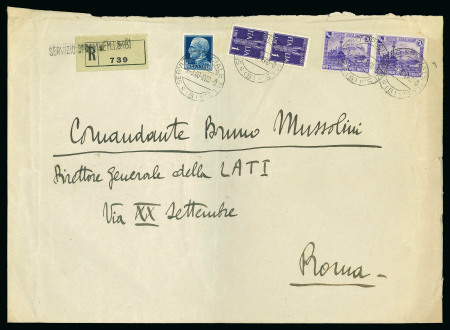 R
739
Comandante Bruno Mussolini
Direttore Generale della LATI
Via XX Settembre
Roma